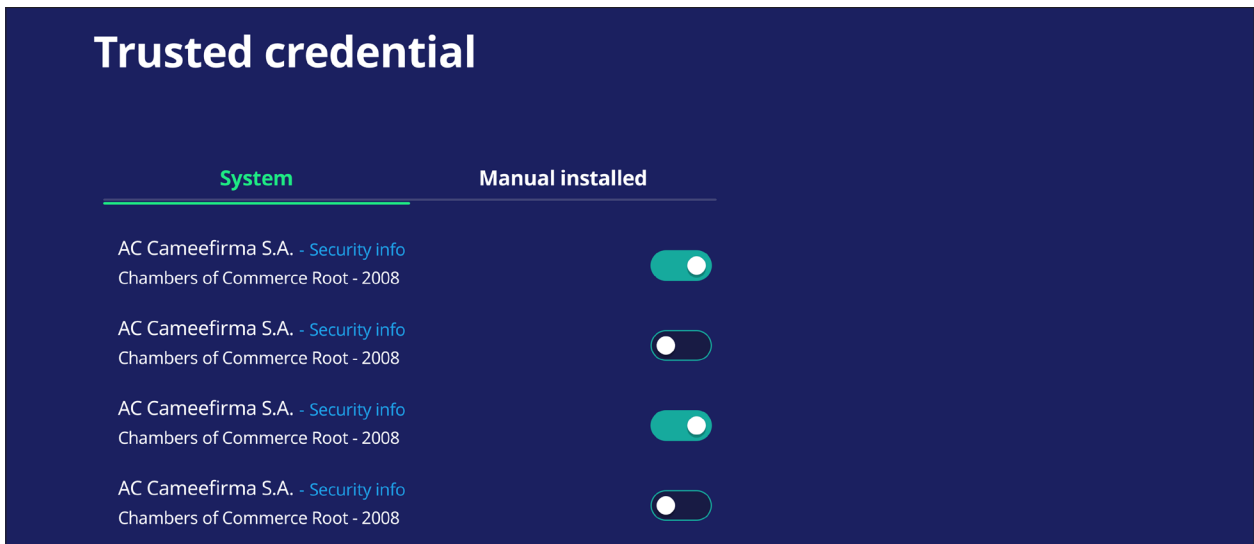 Trusted credential
System
Manual installed
AC Cameefirma S.A. - Security info
Chambers of Commerce Root - 2008
AC Cameefirma S.A. - Security info
Chambers of Commerce Root - 2008
AC Cameefirma S.A. - Security info
Chambers of Commerce Root - 2008
AC Cameefirma S.A. - Security info
Chambers of Commerce Root - 2008